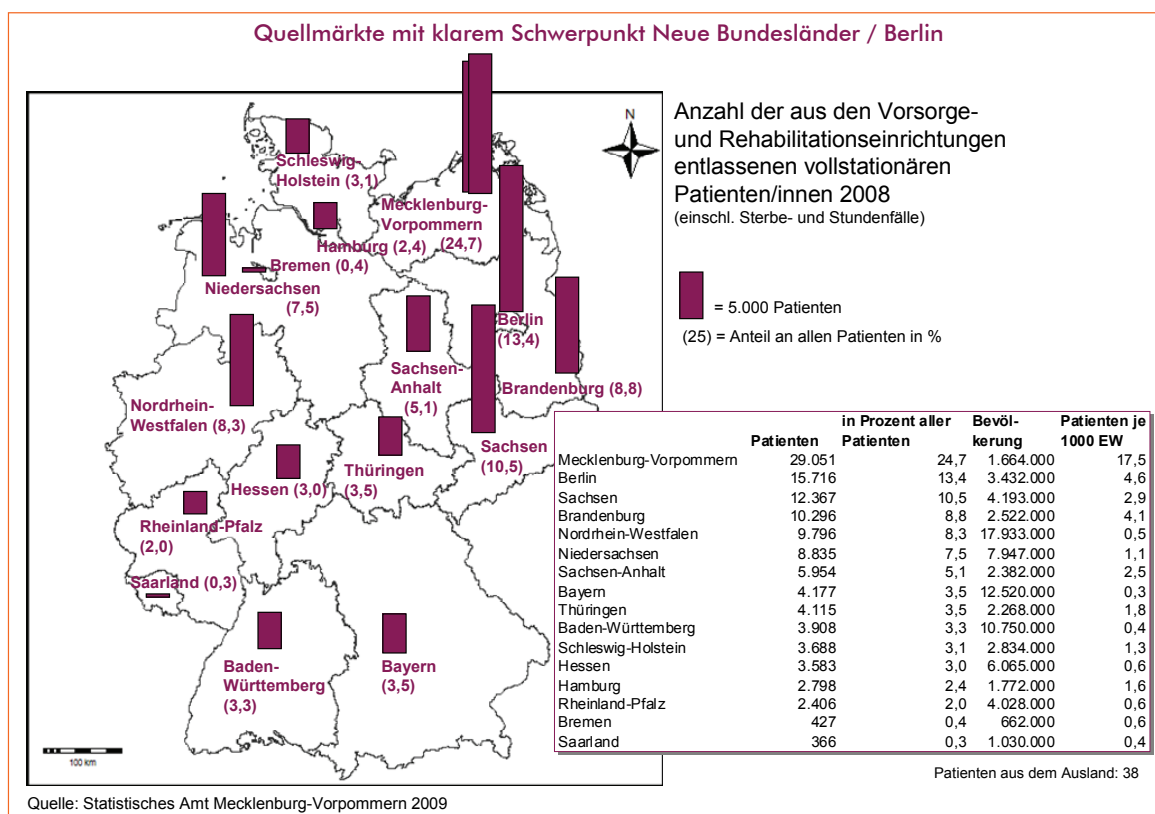 Quellmärkte mit klarem Schwerpunkt Neue Bundesländer / Berlin
N
Schleswig-
Holstein (3,1)
Mecklenburg-
Vorpommern
(24,7)
Hamburg (2,4)
Bremen (0,4)
Niedersachsen
(7,5)
Berlin
(13,4)
Sachsen-
Anhalt
(5,1)
Brandenburg (8,8)
Nordrhein-
Westfalen (8,3)
Sachsen
(10,5)
Thüringen
(3,5)
Hessen (3,0)
Rheinland-Pfalz
(2,0)
Saarland (0,3)
Baden-
Württemberg
(3,3)
Bayern
(3,5)
100 km
Anzahl der aus den Vorsorge-
und Rehabilitationseinrichtungen
entlassenen vollstationären
Patienten/innen 2008
(einschl. Sterbe- und Stundenfälle)
= 5.000 Patienten
(25) = Anteil an allen Patienten in %
in Prozent aller Bevöl- Patienten je
Patienten Patienten kerung 1000 EW
Mecklenburg-Vorpommern 29.051 24,7 1.664.000 17,5
Berlin 15.716 13,4 3.432.000 4,6
Sachsen 12.367 10,5 4.193.000 2,9
Brandenburg 10.296 8,8 2.522.000 4,1
Nordrhein-Westfalen 9.796 8,3 17.933.000 0,5
Niedersachsen 8.835 7,5 7.947.000 1,1
Sachsen-Anhalt 5.954 5,1 2.382.000 2,5
Bayern 4.177 3,5 12.520.000 0,3
Thüringen 4.115 3,5 2.268.000 1,8
Baden-Württemberg 3.908 3,3 10.750.000 0,4
Schleswig-Holstein 3.688 3,1 2.834.000 1,3
Hessen 3.583 3,0 6.065.000 0,6
Hamburg 2.798 2,4 1.772.000 1,6
Rheinland-Pfalz 2.406 2,0 4.028.000 0,6
Bremen 427 0,4 662.000 0,6
Saarland 366 0,3 1.030.000 0,4
Patienten aus dem Ausland: 38
Quelle: Statistisches Amt Mecklenburg-Vorpommern 2009